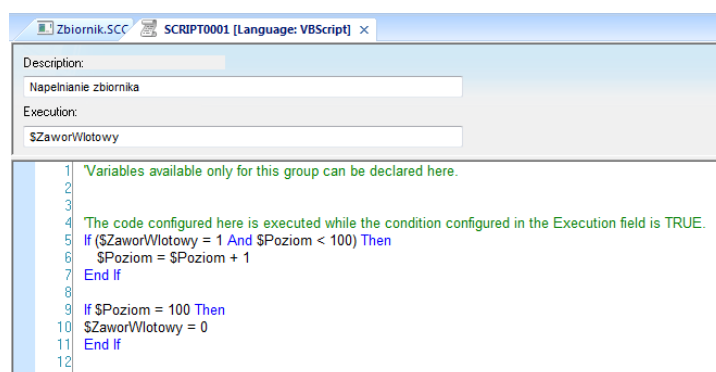 Zbiornik.SCC SCRIPT0001 [Language: VBScript] ×
Description:
Napelnianie zbiornika
Execution:
$ZaworWlotowy
1 'Variables available only for this group can be declared here.
2
3
4 'The code configured here is executed while the condition configured in the Execution field is TRUE.
5 If ($ZaworWlotowy = 1 And $Poziom < 100) Then
6 $Poziom = $Poziom + 1
7 End If
8
9 If $Poziom = 100 Then
10 $ZaworWlotowy = 0
11 End If
12